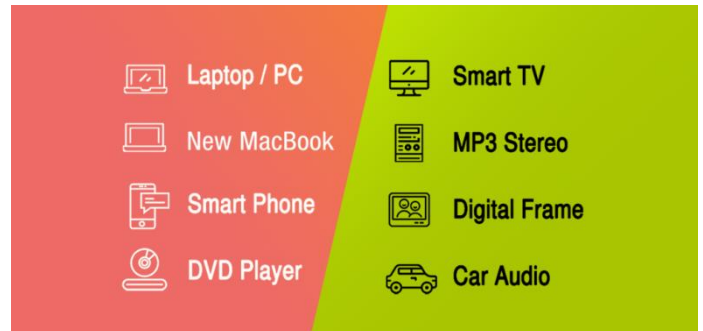 Laptop / PC
New MacBook
Smart Phone
DVD Player
Smart TV
MP3 Stereo
Digital Frame
Car Audio